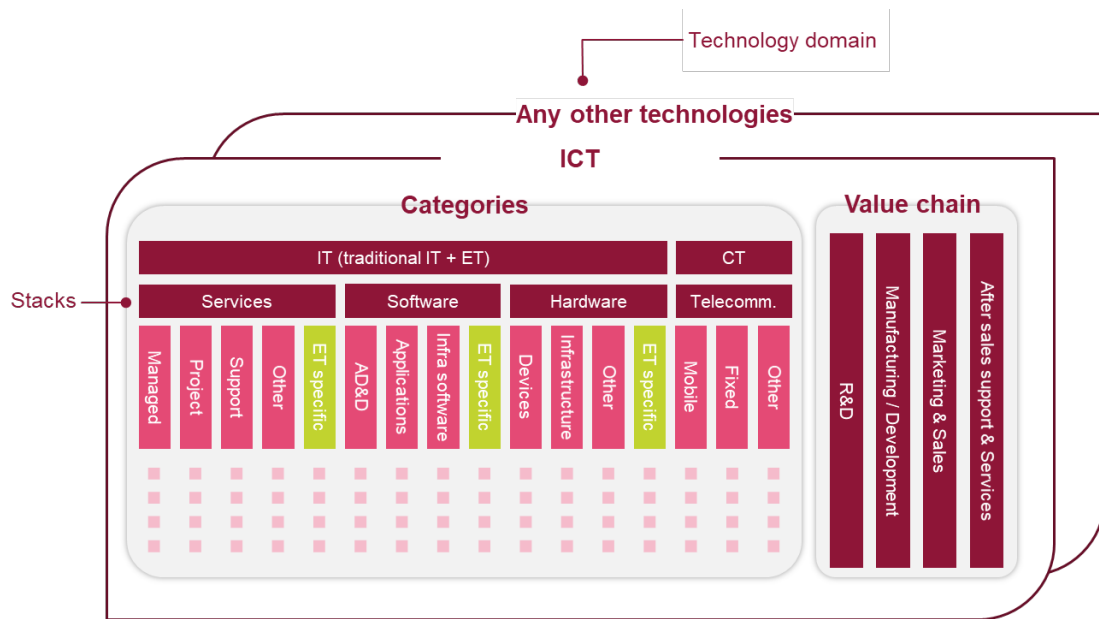 Technology domain
Any other technologies
ICT
Categories
Value chain
IT (traditional IT + ET)
CT
Stacks
Services
Software
Hardware
Telecomm.
Managed
Project
Support
Other
ET specific
AD&D
Applications
Infra software
ET specific
Devices
Infrastructure
Other
ET specific
Mobile
Fixed
Other
R&D
Manufacturing / Development
Marketing & Sales
After sales support & Services